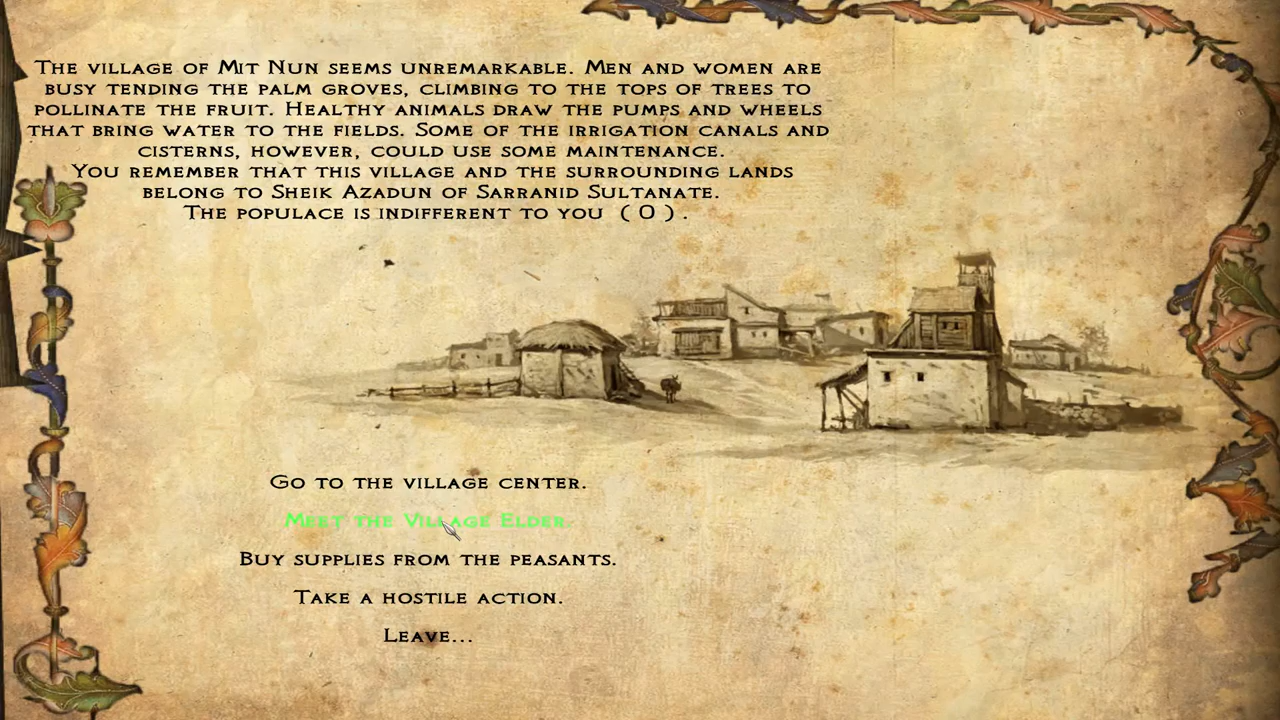 The village of Mit Nun seems unremarkable. Men and women are
busy tending the palm groves, climbing to the tops of trees to
pollinate the fruit. Healthy animals draw the pumps and wheels
that bring water to the fields. Some of the irrigation canals and
cisterns, however, could use some maintenance.
You remember that this village and the surrounding lands
belong to Sheik Azadun of Sarranid Sultanate.
The populace is indifferent to you (0).
Go to the village center.
Meet the Village Elder.
Buy supplies from the peasants.
Take a hostile action.
Leave...